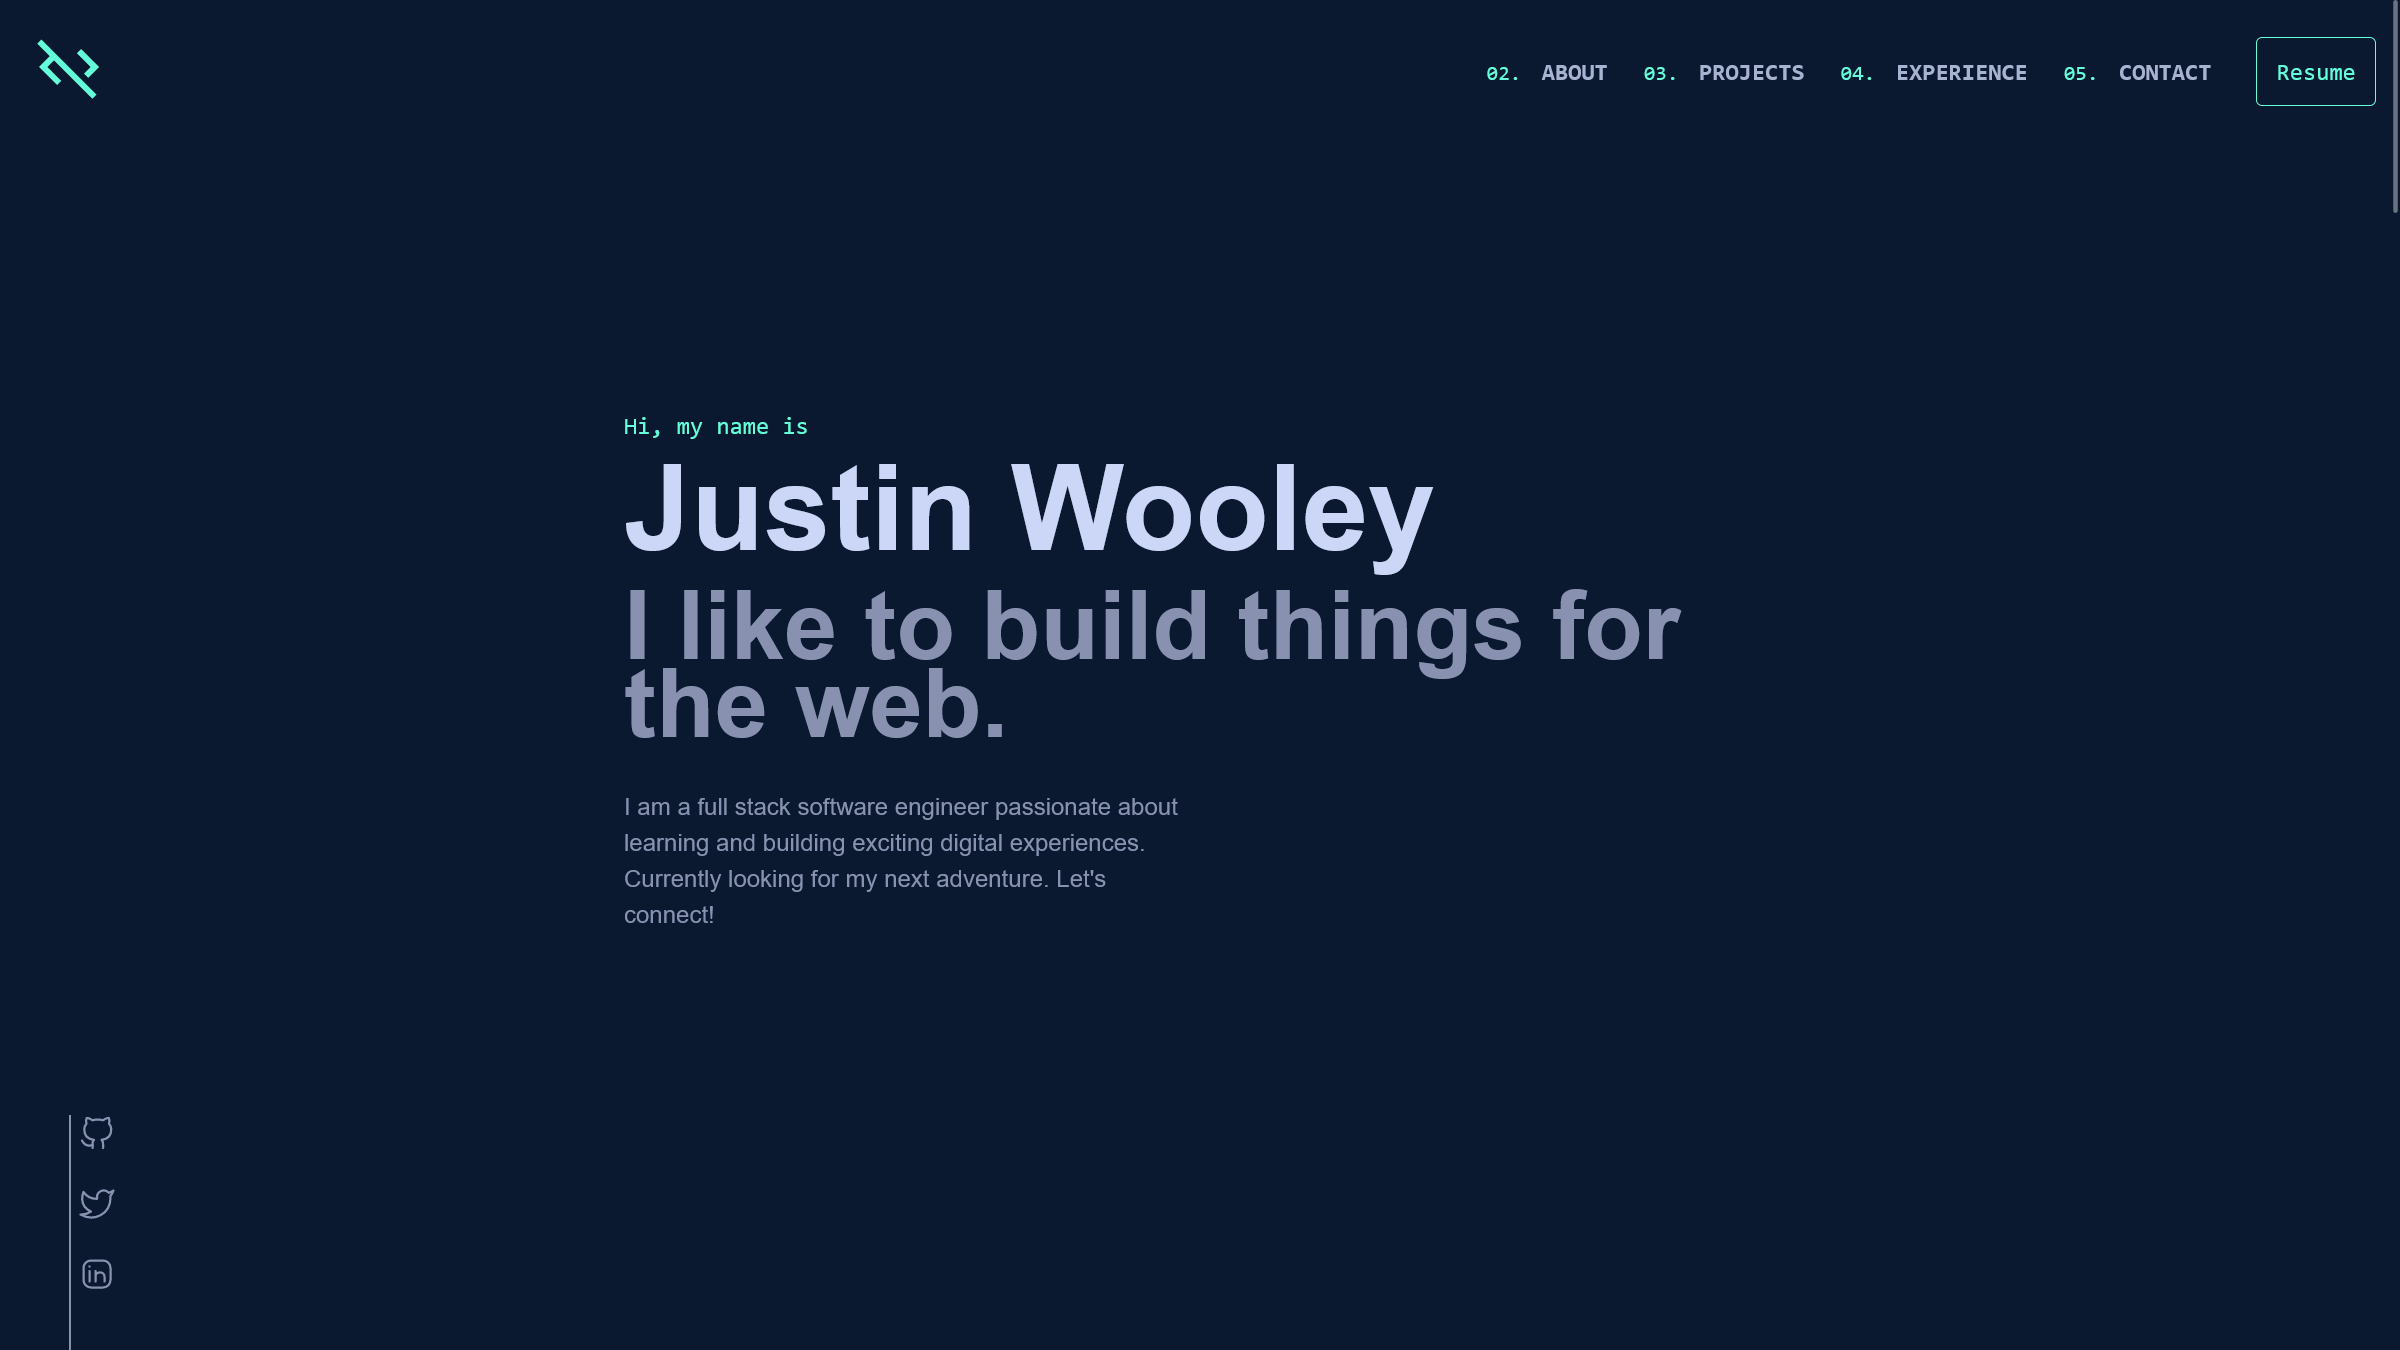 02. ABOUT 03. PROJECTS 04. EXPERIENCE 05. CONTACT Resume
Hi, my name is
Justin Wooley
I like to build things for
the web.
I am a full stack software engineer passionate about
learning and building exciting digital experiences.
Currently looking for my next adventure. Let's
connect!
in